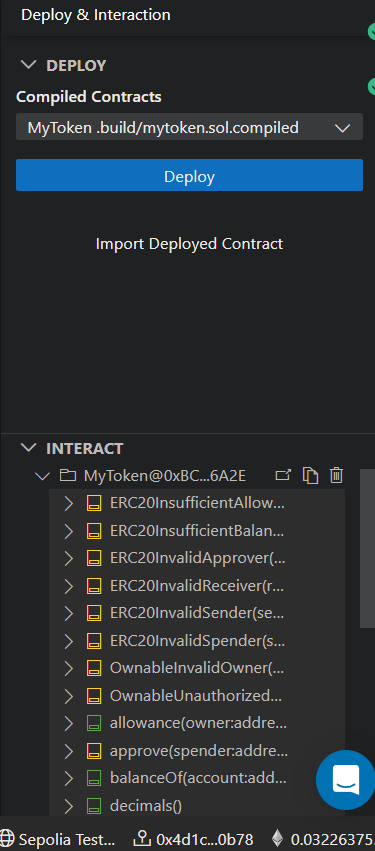 Deploy & Interaction
DEPLOY
Compiled Contracts
MyToken .build/mytoken.sol.compiled
Deploy
Import Deployed Contract
INTERACT
MyToken@0xBC...6A2E
ERC20InsufficientAllow...
ERC20InsufficientBalan...
ERC20InvalidApprover(...
ERC20InvalidReceiver(r...
ERC20InvalidSender(se...
ERC20InvalidSpender(s...
OwnableInvalidOwner(...
OwnableUnauthorized...
allowance(owner:addre...
approve(spender:addre...
balanceOf(account:add...
decimals()
Sepolia Test... 0x4d1c...0b78 0.03226375.